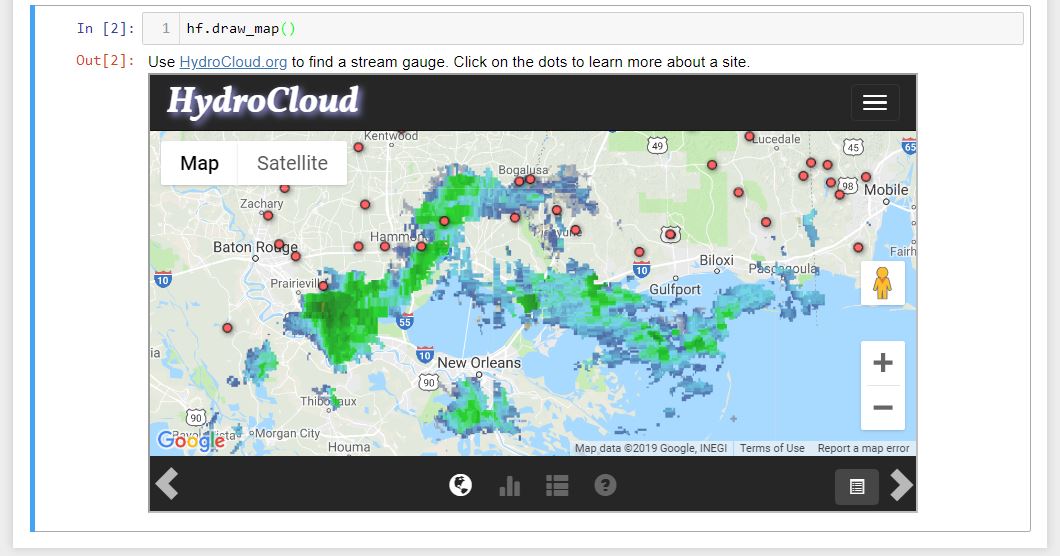 In [2]: 1 hf.draw_map()
Out[2]: Use HydroCloud.org to find a stream gauge. Click on the dots to learn more about a site.
HydroCloud
Kentwood
49
Lucedale
45
65
Map Satellite
Bogalusa
98
Mobile
Zachary
Hammond
Picayune
Baton Rouge
Biloxi
Pascagoula
Fairh
10
Prairieville
10
Gulfport
55
10
New Orleans
90
ia
Thibodaux
90
Morgan City
Houma
Google
Map data ©2019 Google, INEGI Terms of Use Report a map error